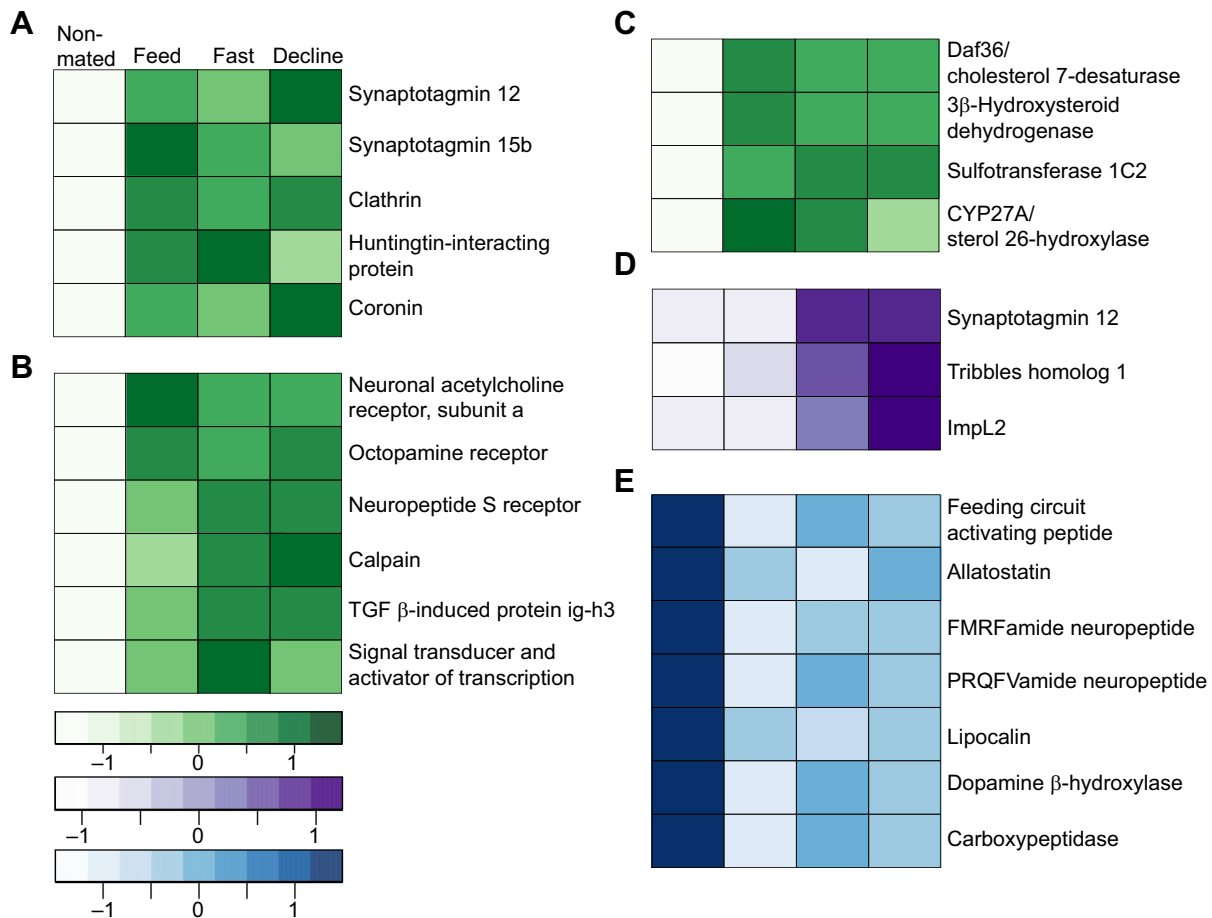 A
Non-
mated
Feed
Fast
Decline
Synaptotagmin 12
Synaptotagmin 15b
Clathrin
Huntingtin-interacting
protein
Coronin
B
Neuronal acetylcholine
receptor, subunit a
Octopamine receptor
Neuropeptide S receptor
Calpain
TGF β-induced protein ig-h3
Signal transducer and
activator of transcription
–1 0 1
–1 0 1
–1 0 1
C
Daf36/
cholesterol 7-desaturase
3β-Hydroxysteroid
dehydrogenase
Sulfotransferase 1C2
CYP27A/
sterol 26-hydroxylase
D
Synaptotagmin 12
Tribbles homolog 1
ImpL2
E
Feeding circuit
activating peptide
Allatostatin
FMRFamide neuropeptide
PRQFVamide neuropeptide
Lipocalin
Dopamine β-hydroxylase
Carboxypeptidase